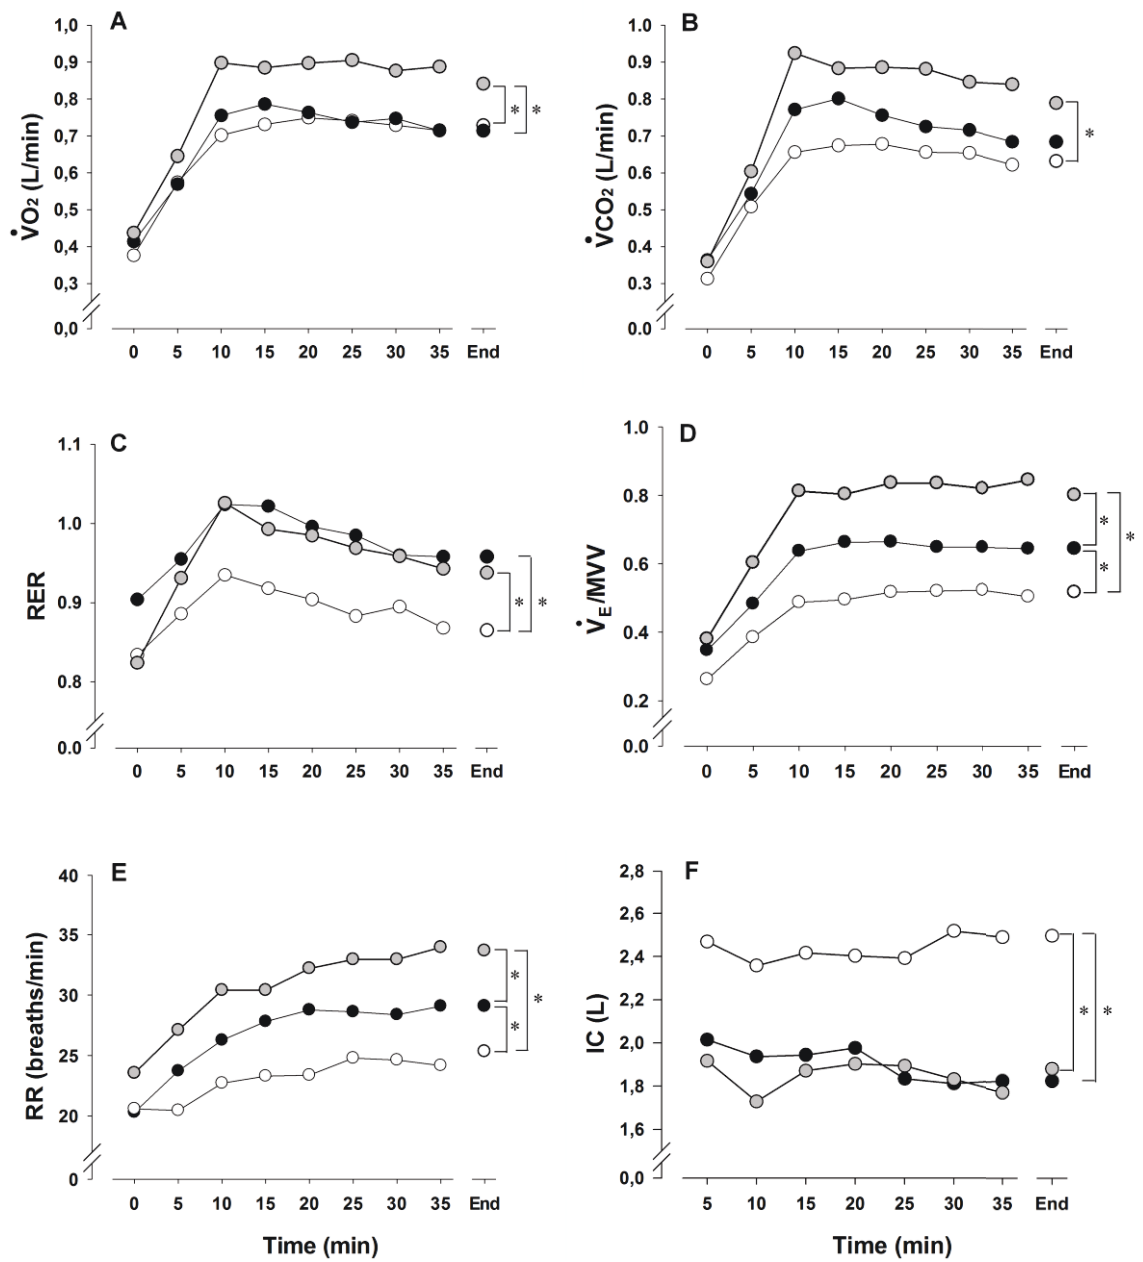 A
1,0
0.9
0.8
0.7
0.6
0.5
0,4
0.3
0.0
V̇O₂ (L/min)
* *
0 5 10 15 20 25 30 35 End
B
1,0
0.9
0.8
0.7
0.6
0.5
0.4
0.3
0.0
V̇CO₂ (L/min)
*
0 5 10 15 20 25 30 35 End
C
1.1
1.0
0.9
0.8
0.0
RER
* *
0 5 10 15 20 25 30 35 End
D
1.0
0.8
0.6
0.4
0.2
0.0
V̇E/MVV
*
*
*
0 5 10 15 20 25 30 35 End
E
40
35
30
25
20
0
RR (breaths/min)
*
*
*
0 5 10 15 20 25 30 35 End
Time (min)
F
2,8
2,6
2,4
2,2
2,0
1,8
1,6
0,0
IC (L)
* *
5 10 15 20 25 30 35 End
Time (min)